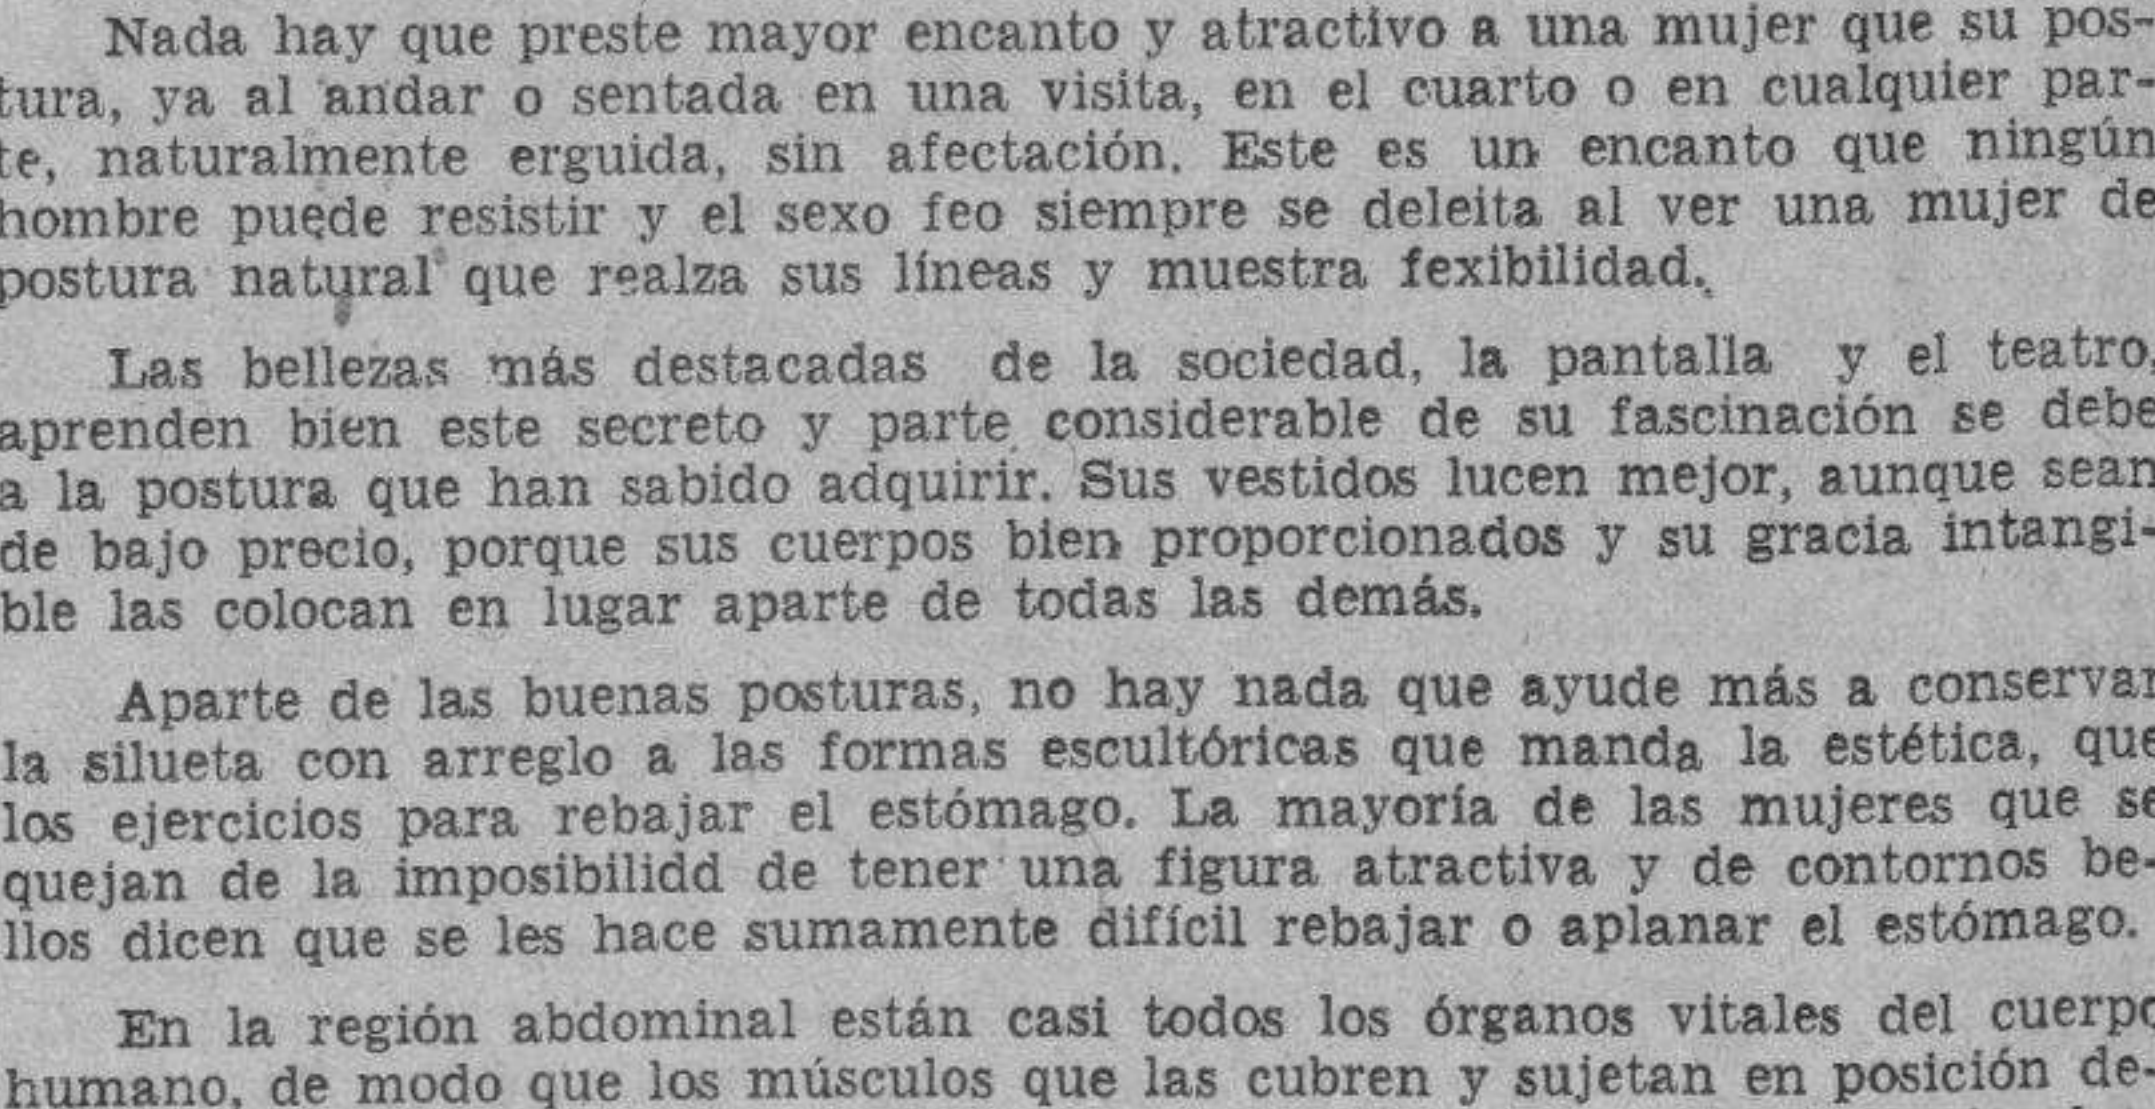 Nada hay que preste mayor encanto y atractivo a una mujer que su pos-
tura, ya al andar o sentada en una visita, en el cuarto o en cualquier par-
te, naturalmente erguida, sin afectación. Este es un encanto que ningún
hombre puede resistir y el sexo feo siempre se deleita al ver una mujer de
postura natural que realza sus líneas y muestra fexibilidad.
Las bellezas más destacadas de la sociedad, la pantalla y el teatro,
aprenden bien este secreto y parte considerable de su fascinación se debe
a la postura que han sabido adquirir. Sus vestidos lucen mejor, aunque sean
de bajo precio, porque sus cuerpos bien proporcionados y su gracia intangi-
ble las colocan en lugar aparte de todas las demás.
Aparte de las buenas posturas, no hay nada que ayude más a conservar
la silueta con arreglo a las formas escultóricas que manda la estética, que
los ejercicios para rebajar el estómago. La mayoría de las mujeres que se
quejan de la imposibilidd de tener una figura atractiva y de contornos be-
llos dicen que se les hace sumamente difícil rebajar o aplanar el estómago.
En la región abdominal están casi todos los órganos vitales del cuerpo
humano, de modo que los músculos que las cubren y sujetan en posición de-